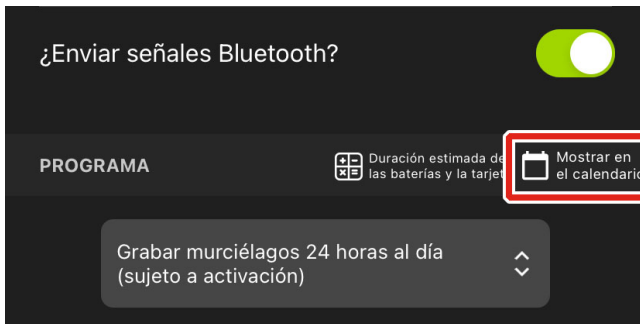 ¿Enviar señales Bluetooth?
PROGRAMA
Duración estimada de
las baterías y la tarjet
Mostrar en
el calendario
Grabar murciélagos 24 horas al día
(sujeto a activación)